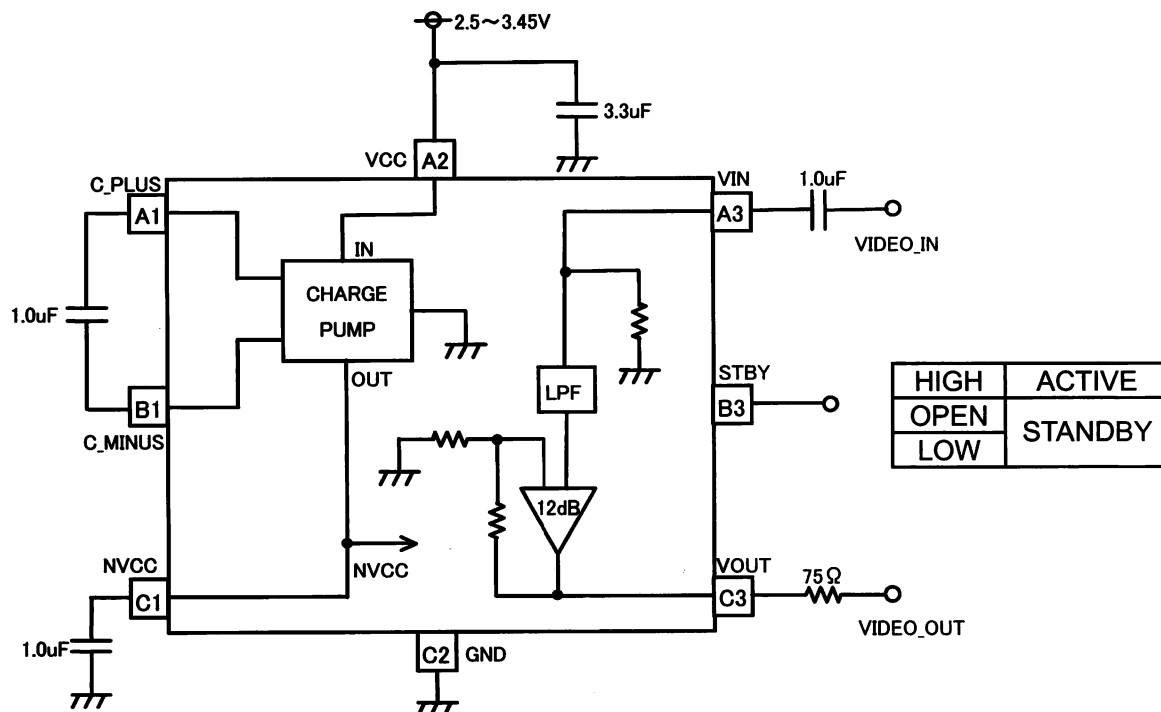 2.5～3.45V
3.3uF
VCC
A2
C_PLUS
A1
VIN
A3
1.0uF
VIDEO_IN
IN
CHARGE
PUMP
OUT
1.0uF
B1
C_MINUS
LPF
STBY
B3
HIGH ACTIVE
OPEN
STANDBY
LOW
12dB
NVCC
NVCC
C1
1.0uF
VOUT
C3
75Ω
VIDEO_OUT
C2
GND